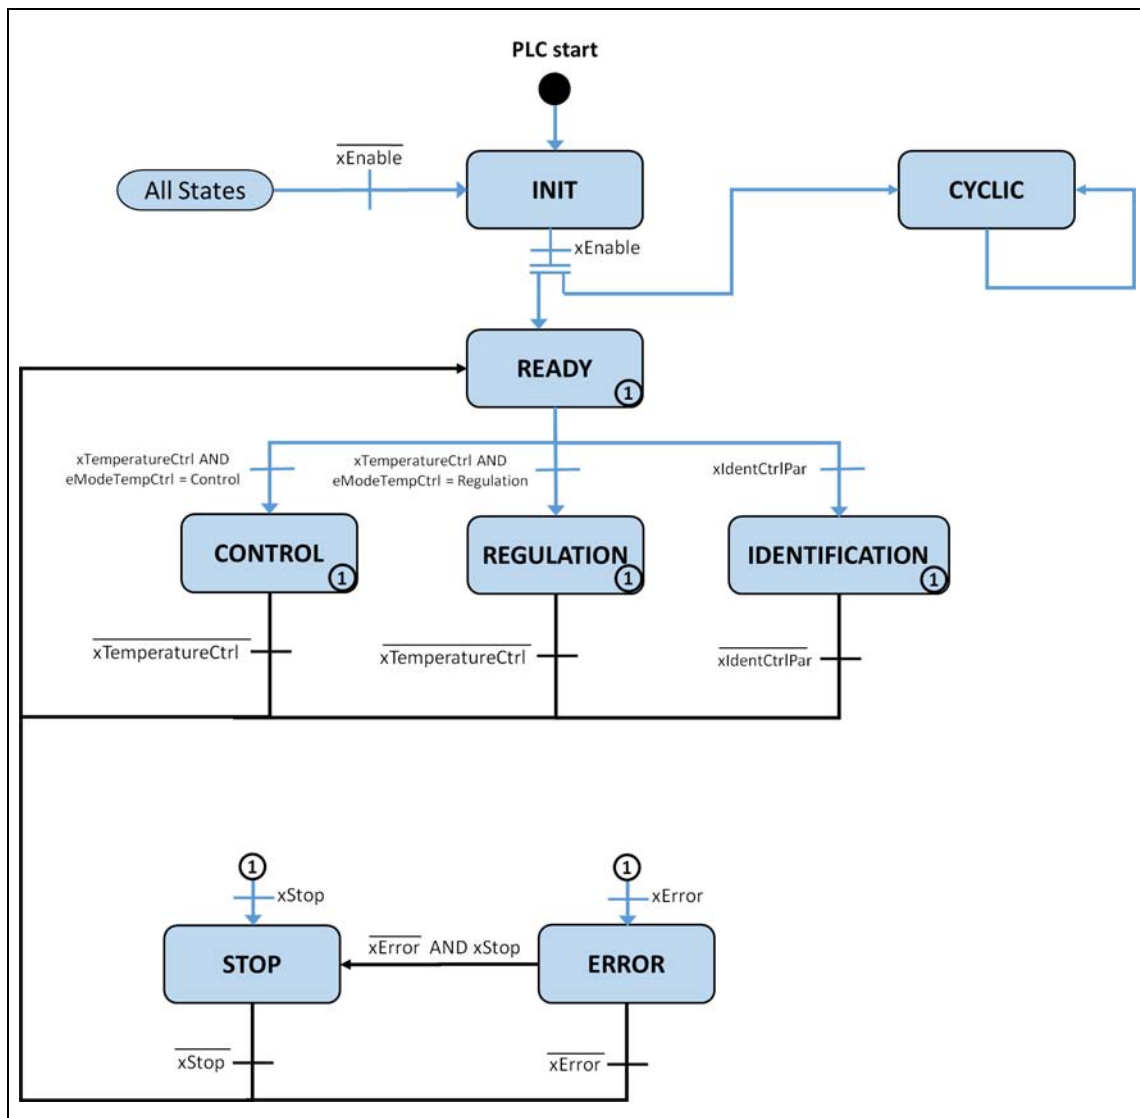 PLC start
xEnable
All States
INIT
CYCLIC
xEnable
READY
1
xTemperatureCtrl AND
eModeTempCtrl = Control
xTemperatureCtrl AND
eModeTempCtrl = Regulation
xIdentCtrlPar
CONTROL
1
REGULATION
1
IDENTIFICATION
1
xTemperatureCtrl
xTemperatureCtrl
xIdentCtrlPar
1
1
xStop
xError
STOP
xError AND xStop
ERROR
xStop
xError